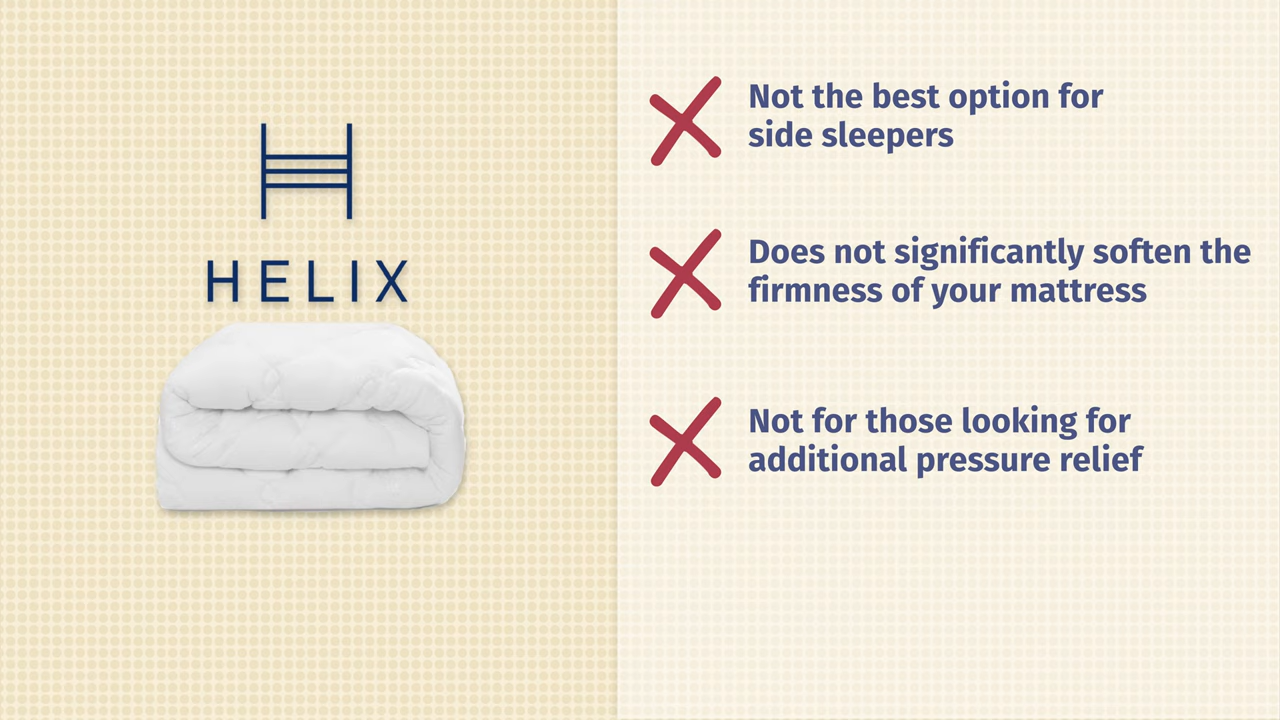 HELIX
Not the best option for
side sleepers
Does not significantly soften the
firmness of your mattress
Not for those looking for
additional pressure relief